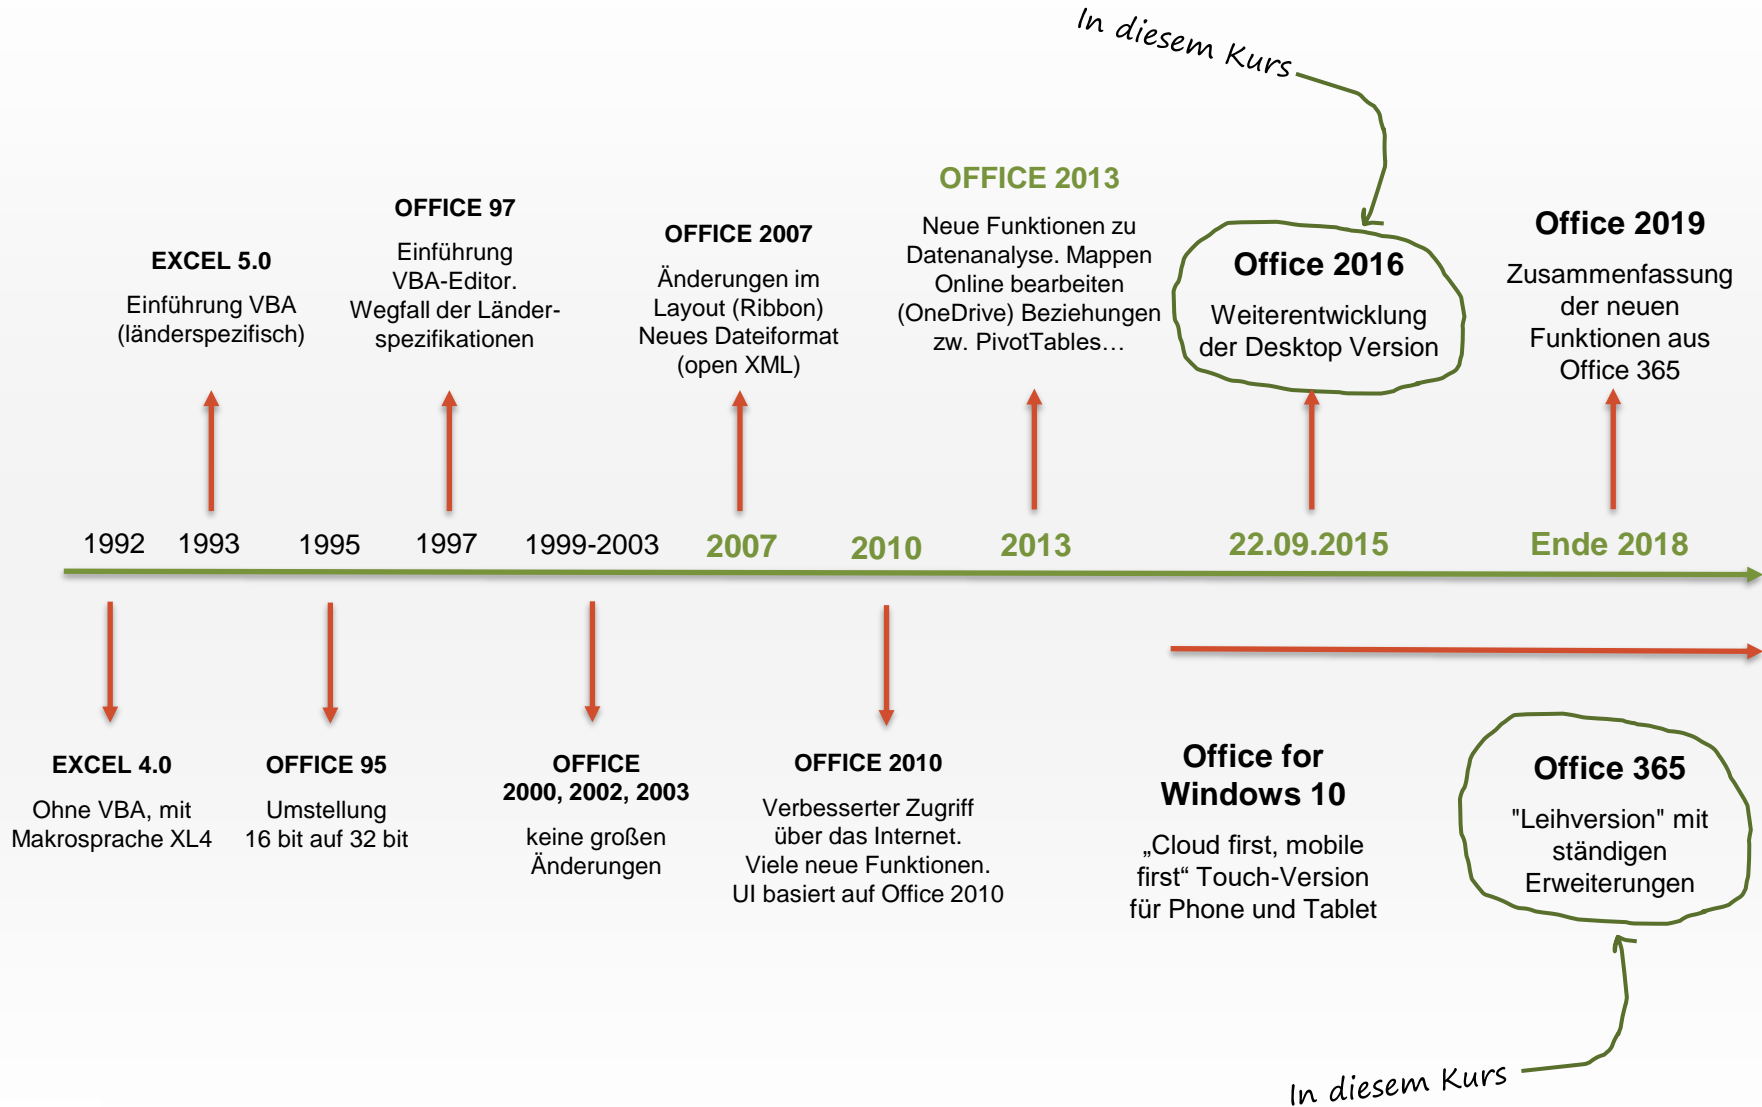 In diesem Kurs
EXCEL 5.0
Einführung VBA
(länderspezifisch)
OFFICE 97
Einführung
VBA-Editor.
Wegfall der Länder-
spezifikationen
OFFICE 2007
Änderungen im
Layout (Ribbon)
Neues Dateiformat
(open XML)
OFFICE 2013
Neue Funktionen zu
Datenanalyse. Mappen
Online bearbeiten
(OneDrive) Beziehungen
zw. PivotTables…
Office 2016
Weiterentwicklung
der Desktop Version
Office 2019
Zusammenfassung
der neuen
Funktionen aus
Office 365
1992 1993 1995 1997 1999-2003 2007 2010 2013 22.09.2015 Ende 2018
EXCEL 4.0
Ohne VBA, mit
Makrosprache XL4
OFFICE 95
Umstellung
16 bit auf 32 bit
OFFICE
2000, 2002, 2003
keine großen
Änderungen
OFFICE 2010
Verbesserter Zugriff
über das Internet.
Viele neue Funktionen.
UI basiert auf Office 2010
Office for
Windows 10
„Cloud first, mobile
first“ Touch-Version
für Phone und Tablet
Office 365
"Leihversion" mit
ständigen
Erweiterungen
In diesem Kurs